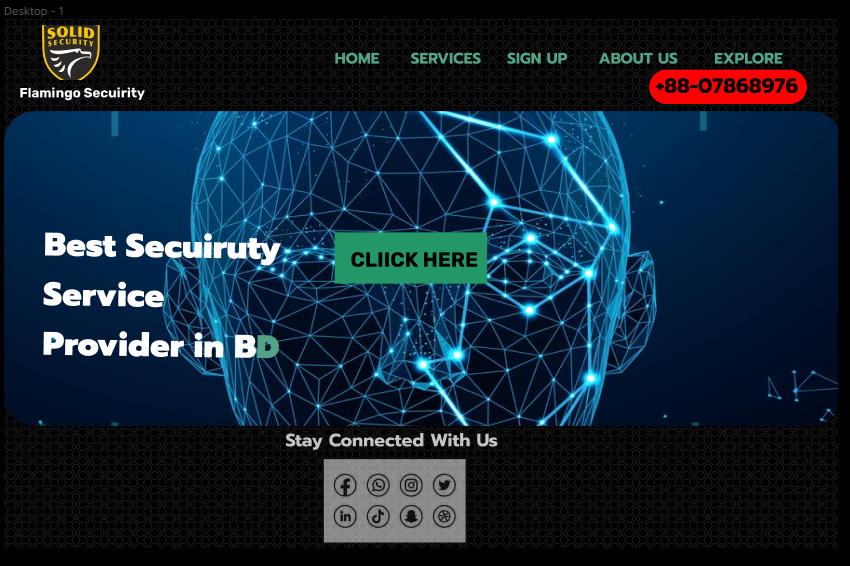 Desktop - 1
SOLID
SECURITY
Flamingo Secuirity
HOME SERVICES SIGN UP ABOUT US EXPLORE
+88-07868976
Best Secuiruty
Service
Provider in BD
CLIICK HERE
Stay Connected With Us